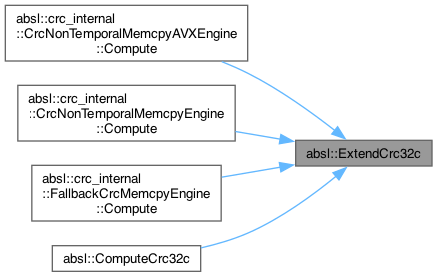 absl::crc_internal
::CrcNonTemporalMemcpyAVXEngine
::Compute
absl::crc_internal
::CrcNonTemporalMemcpyEngine
::Compute
absl::ExtendCrc32c
absl::crc_internal
::FallbackCrcMemcpyEngine
::Compute
absl::ComputeCrc32c